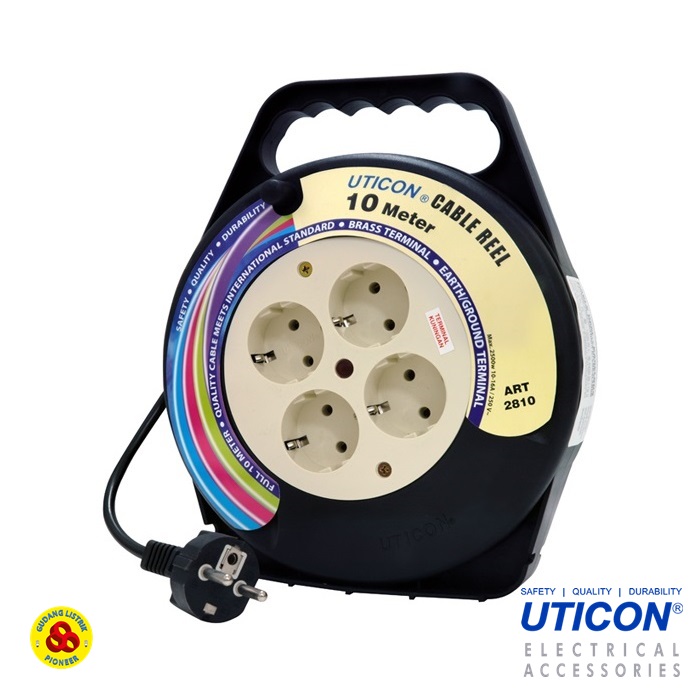 UTICON® CABLE REEL
10 Meter
SAFETY • QUALITY • DURABILITY
FULL 10 METER • QUALITY CABLE MEETS INTERNATIONAL STANDARD • BRASS TERMINAL • EARTH/GROUND TERMINAL
TERMINAL
KUNINGAN
Max. 2500w 10-16A / 250 V~
ART
2810
UTICON
GUDANG LISTRIK
PIONEER
SAFETY | QUALITY | DURABILITY
UTICON®
ELECTRICAL
ACCESSORIES